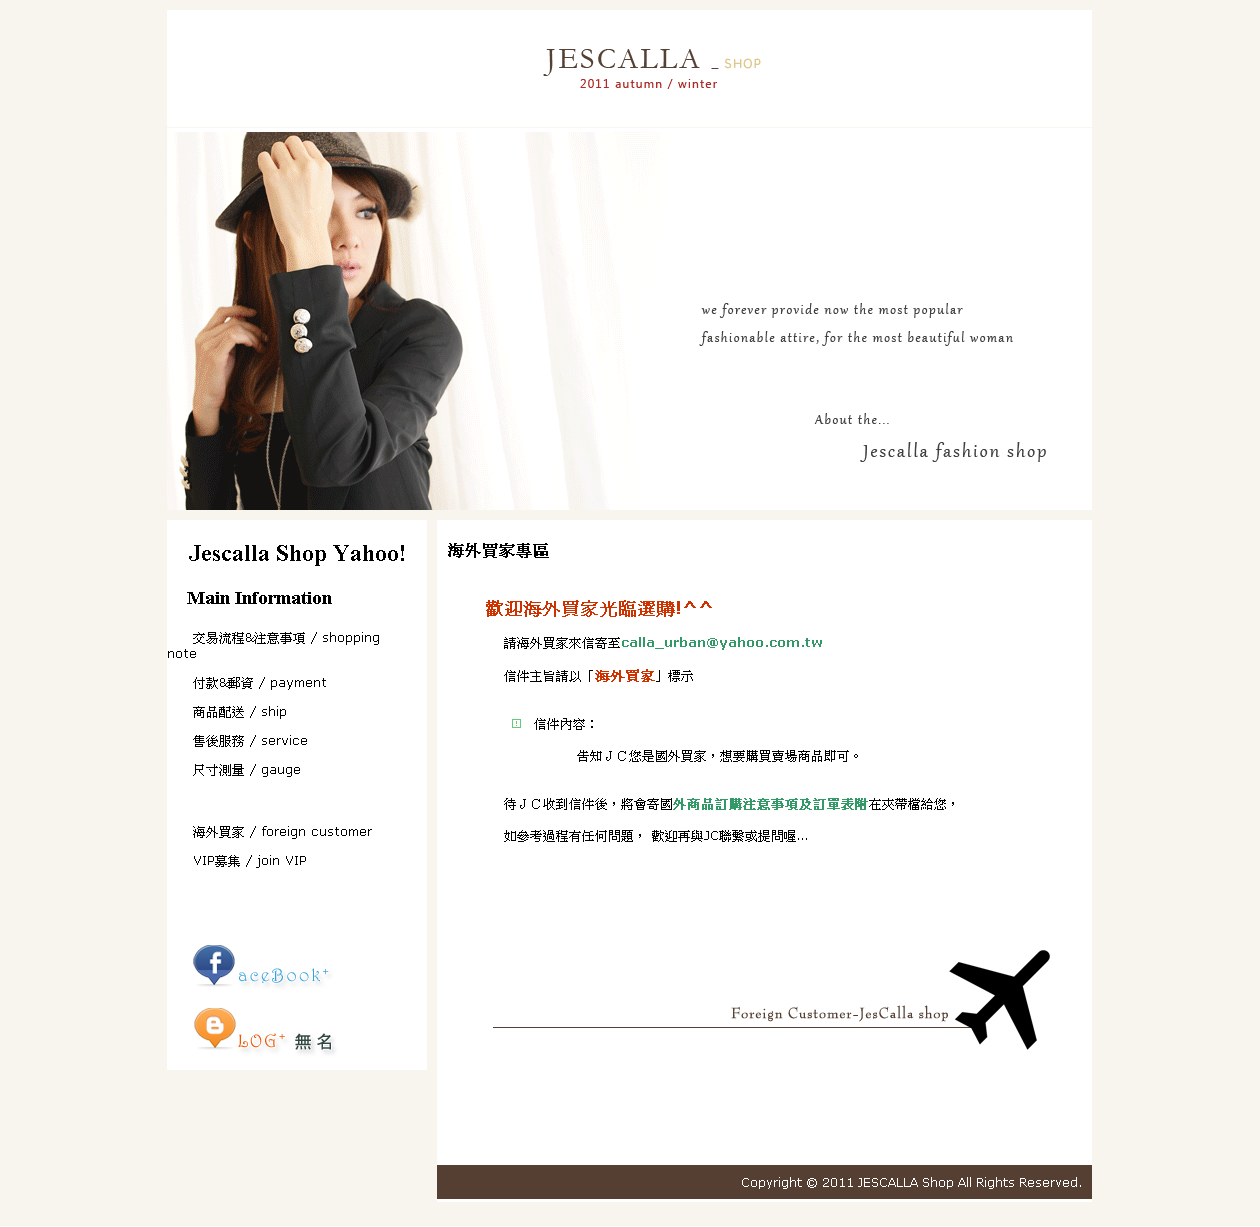 JESCALLA _ SHOP
2011 autumn / winter
we forever provide now the most popular
fashionable attire, for the most beautiful woman
About the...
Jescalla fashion shop
Jescalla Shop Yahoo!
Main Information
交易流程&注意事項 / shopping
note
付款&郵資 / payment
商品配送 / ship
售後服務 / service
尺寸測量 / gauge
海外買家 / foreign customer
VIP募集 / join VIP
f aceBook+
B LOG+ 無名
海外買家專區
歡迎海外買家光臨選購!^^
請海外買家來信寄至calla_urban@yahoo.com.tw
信件主旨請以「海外買家」標示
信件內容：
告知ＪＣ您是國外買家，想要購買賣場商品即可。
待ＪＣ收到信件後，將會寄國外商品訂購注意事項及訂單表附在夾帶檔給您，
如參考過程有任何問題， 歡迎再與JC聯繫或提問喔...
Foreign Customer-JesCalla shop
Copyright © 2011 JESCALLA Shop All Rights Reserved.